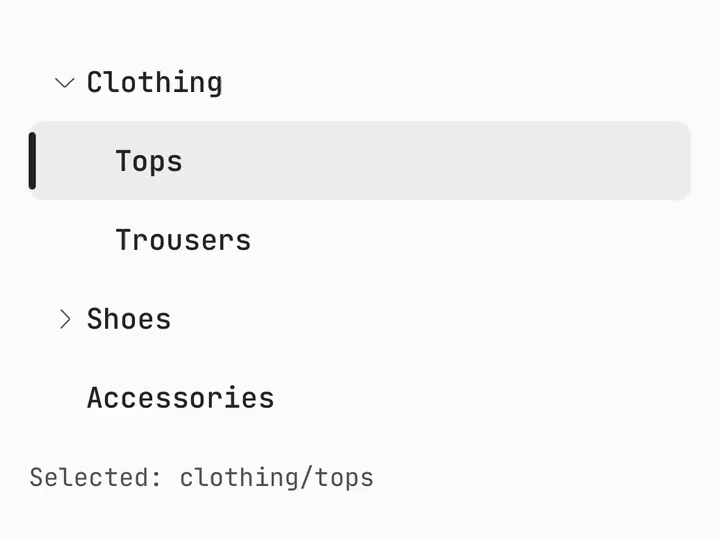 Clothing
Tops
Trousers
Shoes
Accessories
Selected: clothing/tops